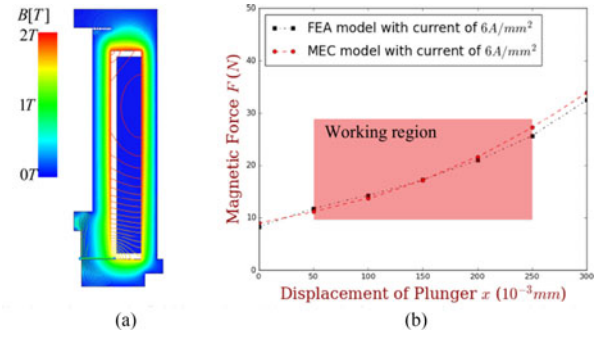 B[T]
2T
1T
0T
(a)
50
40
30
20
10
0
Magnetic Force F (N)
FEA model with current of 6A/mm²
MEC model with current of 6A/mm²
Working region
0 50 100 150 200 250 300
Displacement of Plunger x (10⁻³mm)
(b)